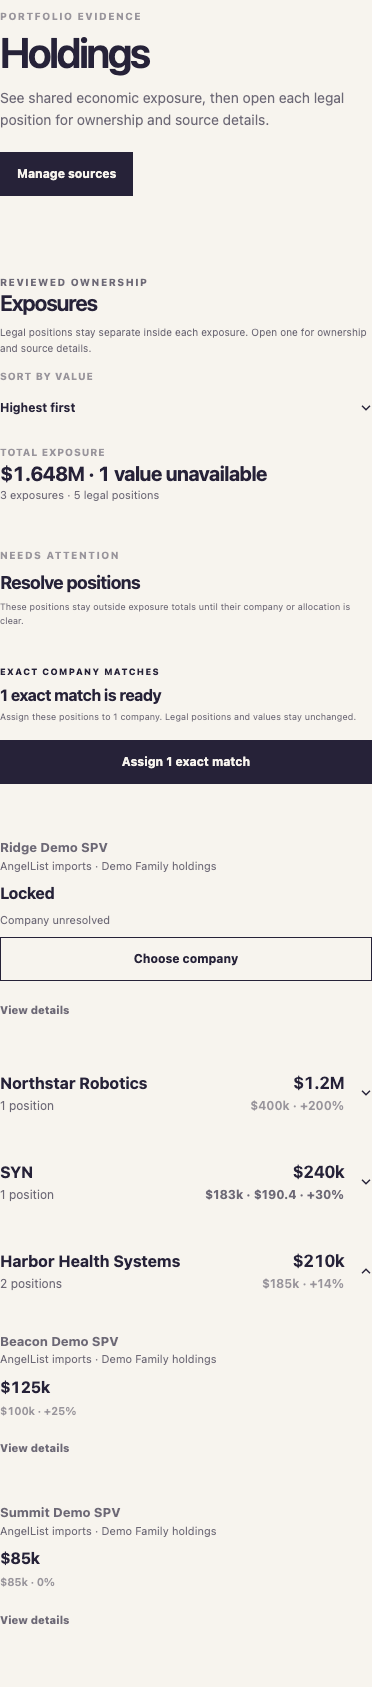 PORTFOLIO EVIDENCE
Holdings
See shared economic exposure, then open each legal
position for ownership and source details.
Manage sources
REVIEWED OWNERSHIP
Exposures
Legal positions stay separate inside each exposure. Open one for ownership
and source details.
SORT BY VALUE
Highest first
TOTAL EXPOSURE
$1.648M · 1 value unavailable
3 exposures · 5 legal positions
NEEDS ATTENTION
Resolve positions
These positions stay outside exposure totals until their company or allocation is
clear.
EXACT COMPANY MATCHES
1 exact match is ready
Assign these positions to 1 company. Legal positions and values stay unchanged.
Assign 1 exact match
Ridge Demo SPV
AngelList imports · Demo Family holdings
Locked
Company unresolved
Choose company
View details
Northstar Robotics $1.2M
1 position $400k · +200%
SYN $240k
1 position $183k · $190.4 · +30%
Harbor Health Systems $210k
2 positions $185k · +14%
Beacon Demo SPV
AngelList imports · Demo Family holdings
$125k
$100k · +25%
View details
Summit Demo SPV
AngelList imports · Demo Family holdings
$85k
$85k · 0%
View details